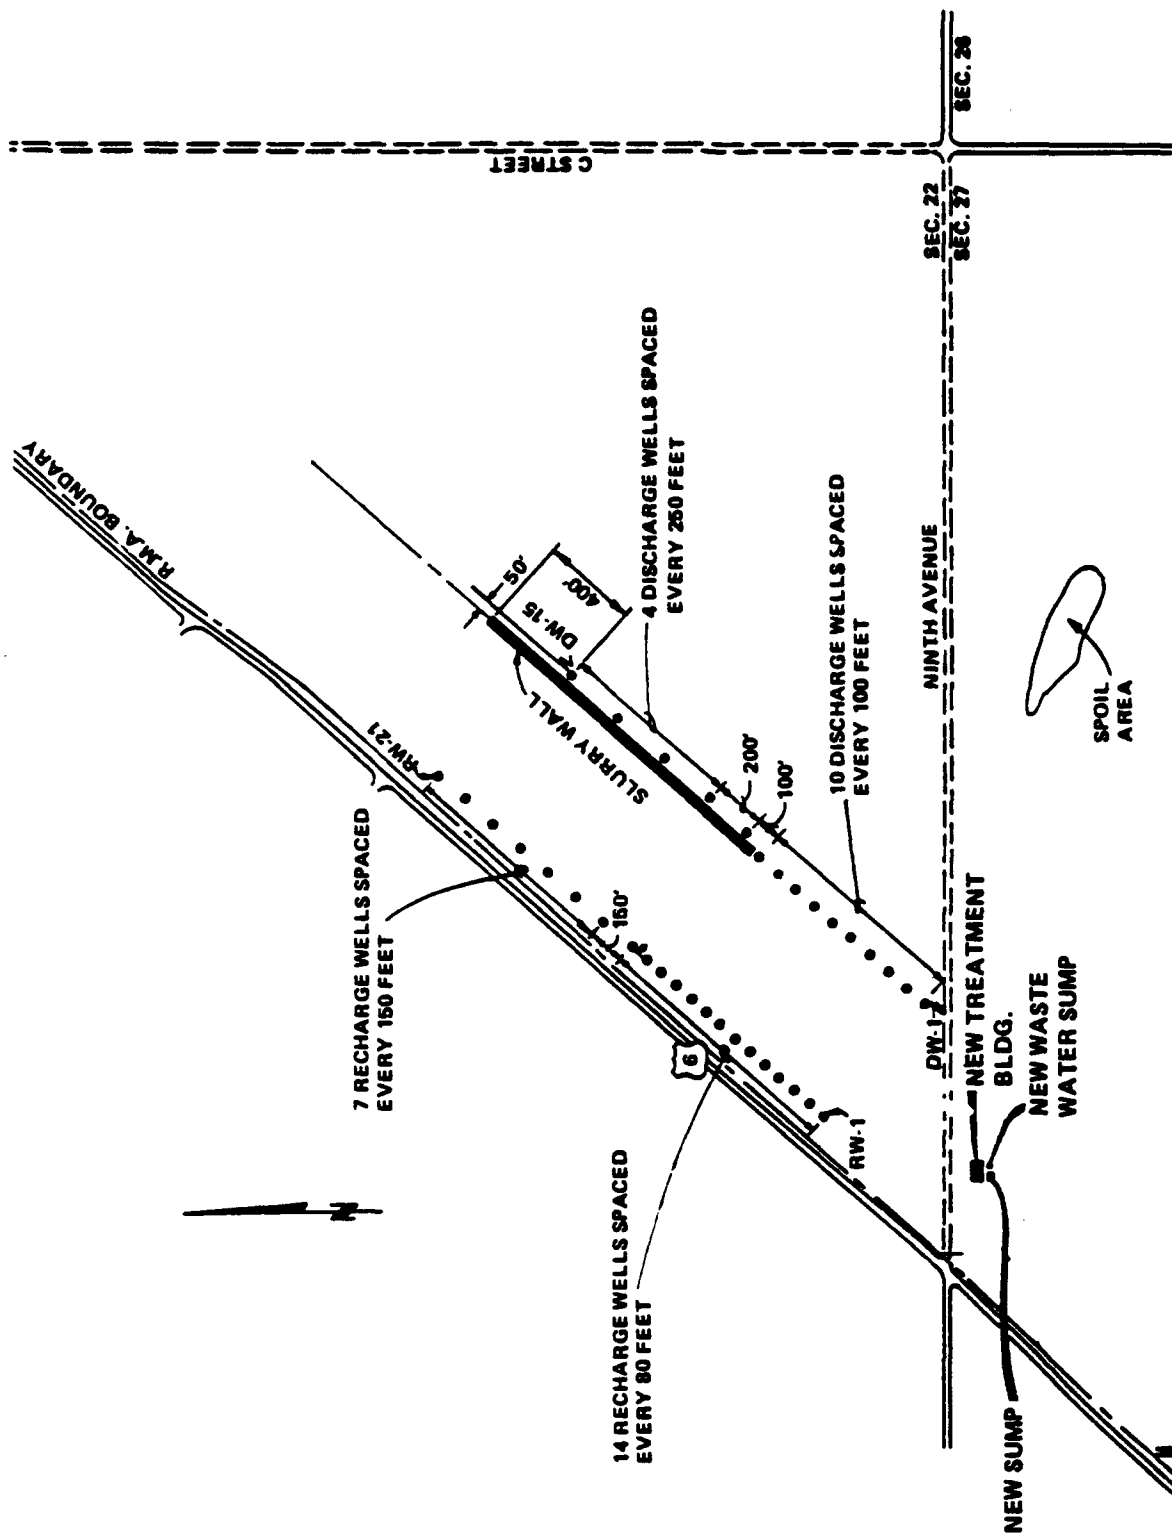 R.M.A. BOUNDARY
C STREET
SEC. 26
SEC. 22
SEC. 27
NINTH AVENUE
4 DISCHARGE WELLS SPACED
EVERY 250 FEET
10 DISCHARGE WELLS SPACED
EVERY 100 FEET
50'
400'
DW-15
SLURRY WALL
200'
100'
RW-21
7 RECHARGE WELLS SPACED
EVERY 150 FEET
150'
6
14 RECHARGE WELLS SPACED
EVERY 80 FEET
RW-1
DW-1
NEW TREATMENT
BLDG.
NEW WASTE
WATER SUMP
NEW SUMP
SPOIL
AREA
N